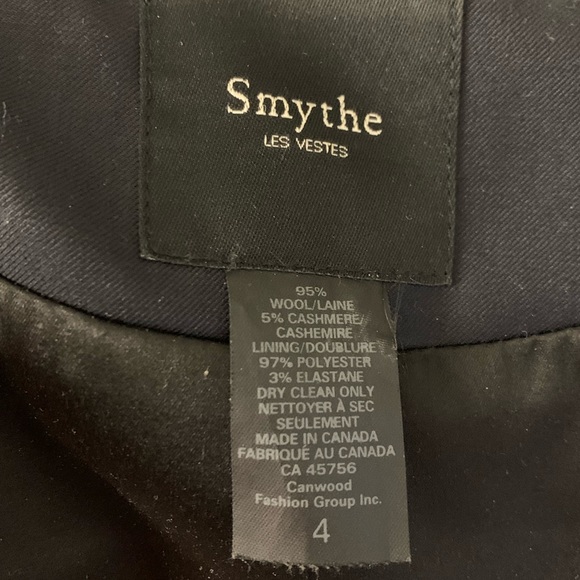 Smythe
LES VESTES
95%
WOOL/LAINE
5% CASHMERE/
CASHEMIRE
LINING/DOUBLURE
97% POLYESTER
3% ELASTANE
DRY CLEAN ONLY
NETTOYER À SEC
SEULEMENT
MADE IN CANADA
FABRIQUÉ AU CANADA
CA 45756
Canwood
Fashion Group Inc.
4